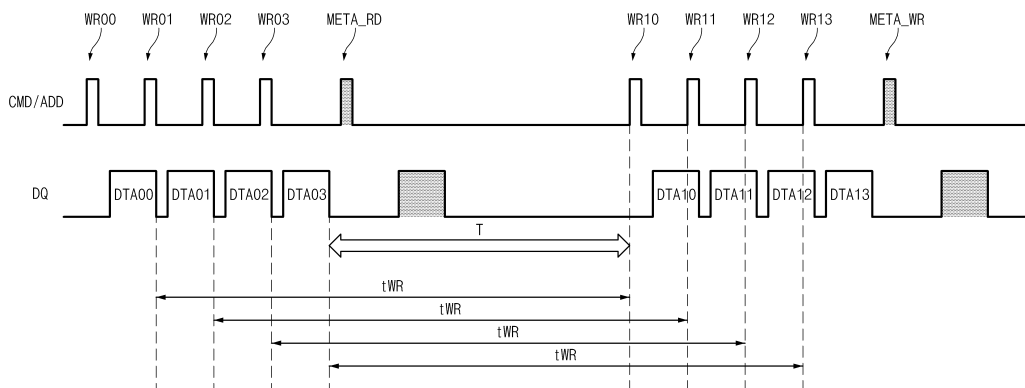 WR00 WR01 WR02 WR03 META_RD WR10 WR11 WR12 WR13 META_WR
CMD/ADD
DQ DTA00 DTA01 DTA02 DTA03 DTA10 DTA11 DTA12 DTA13
T
tWR
tWR
tWR
tWR